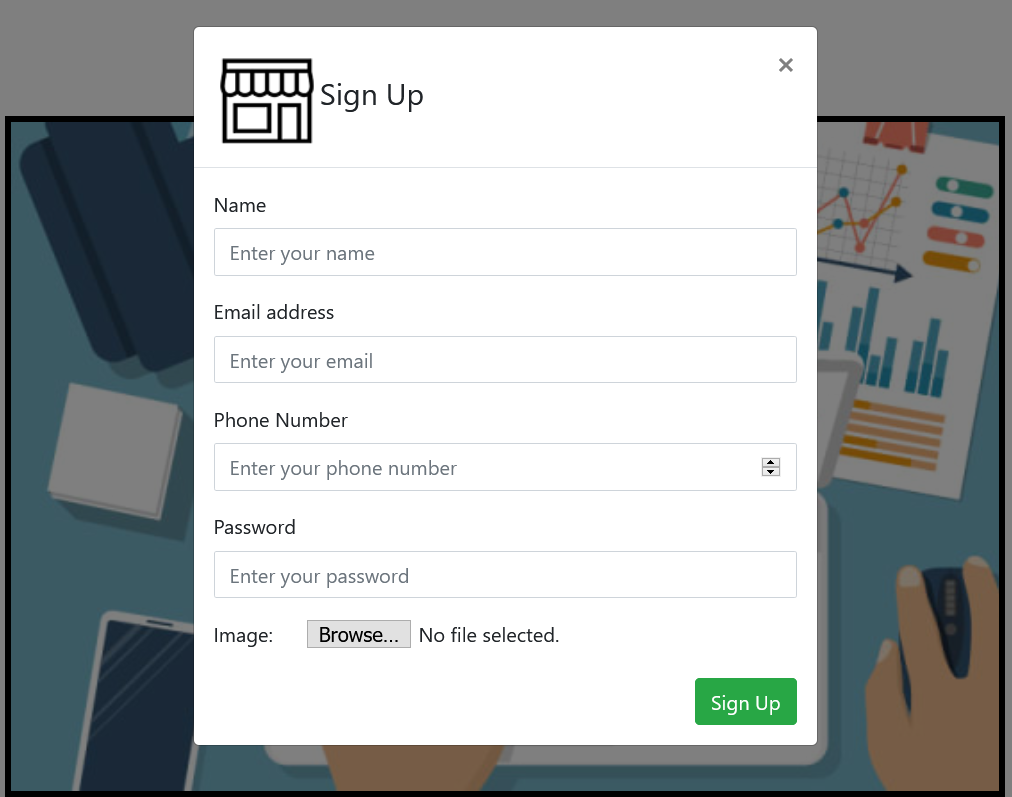 Sign Up
×
Name
Enter your name
Email address
Enter your email
Phone Number
Enter your phone number
Password
Enter your password
Image: Browse... No file selected.
Sign Up